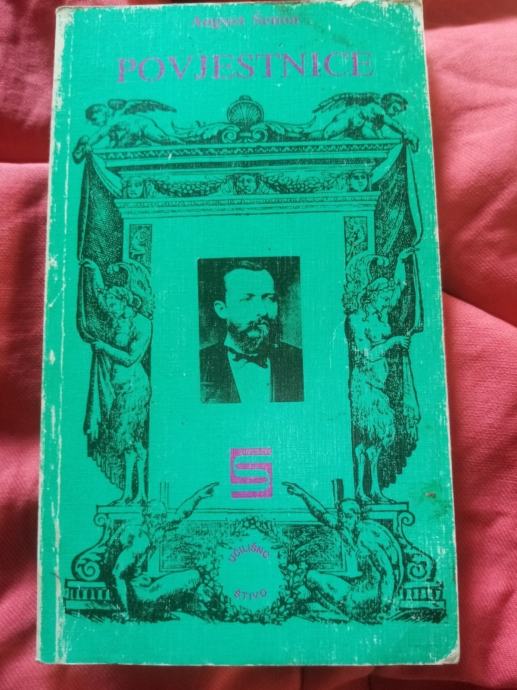 August Šenoa
POVJESTNICE
UČILIŠNO
ŠTIVO